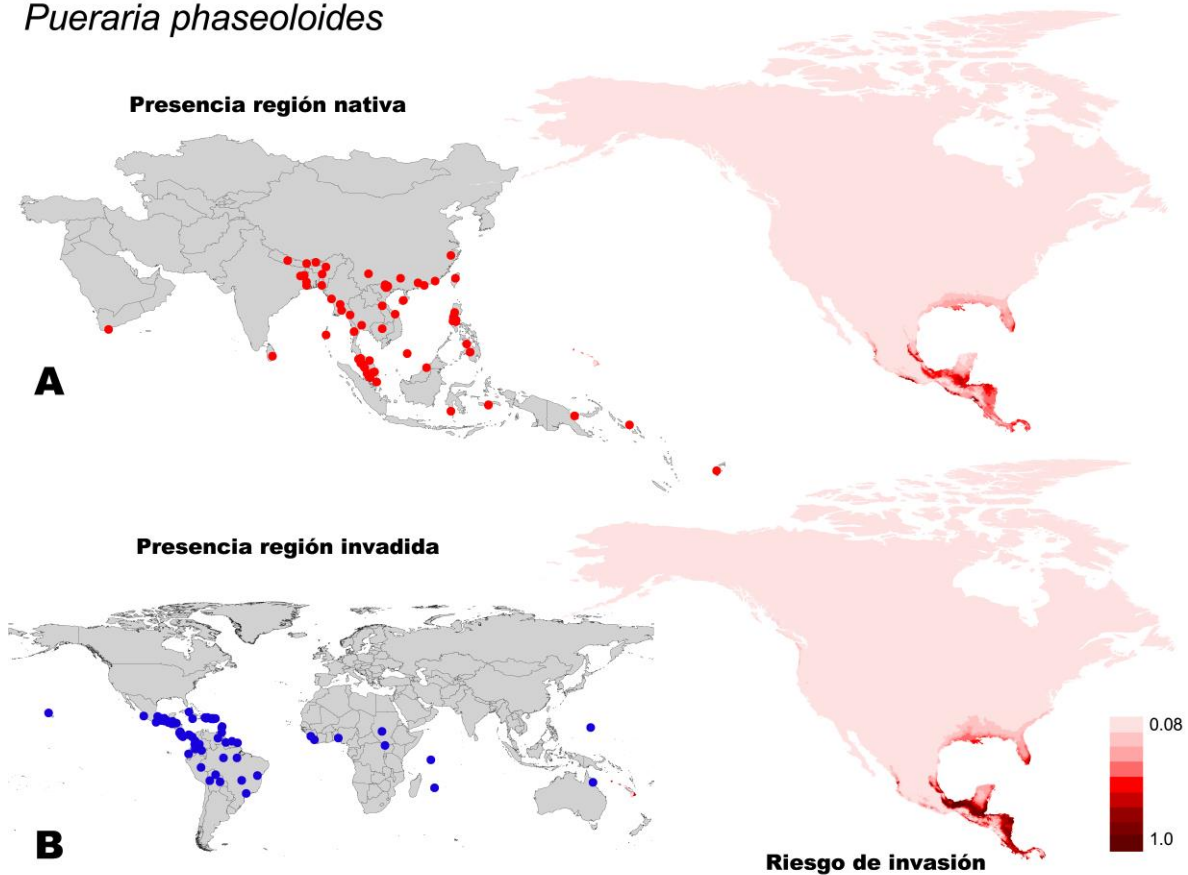 Pueraria phaseoloides
Presencia región nativa
A
Presencia región invadida
B
0.08
1.0
Riesgo de invasión